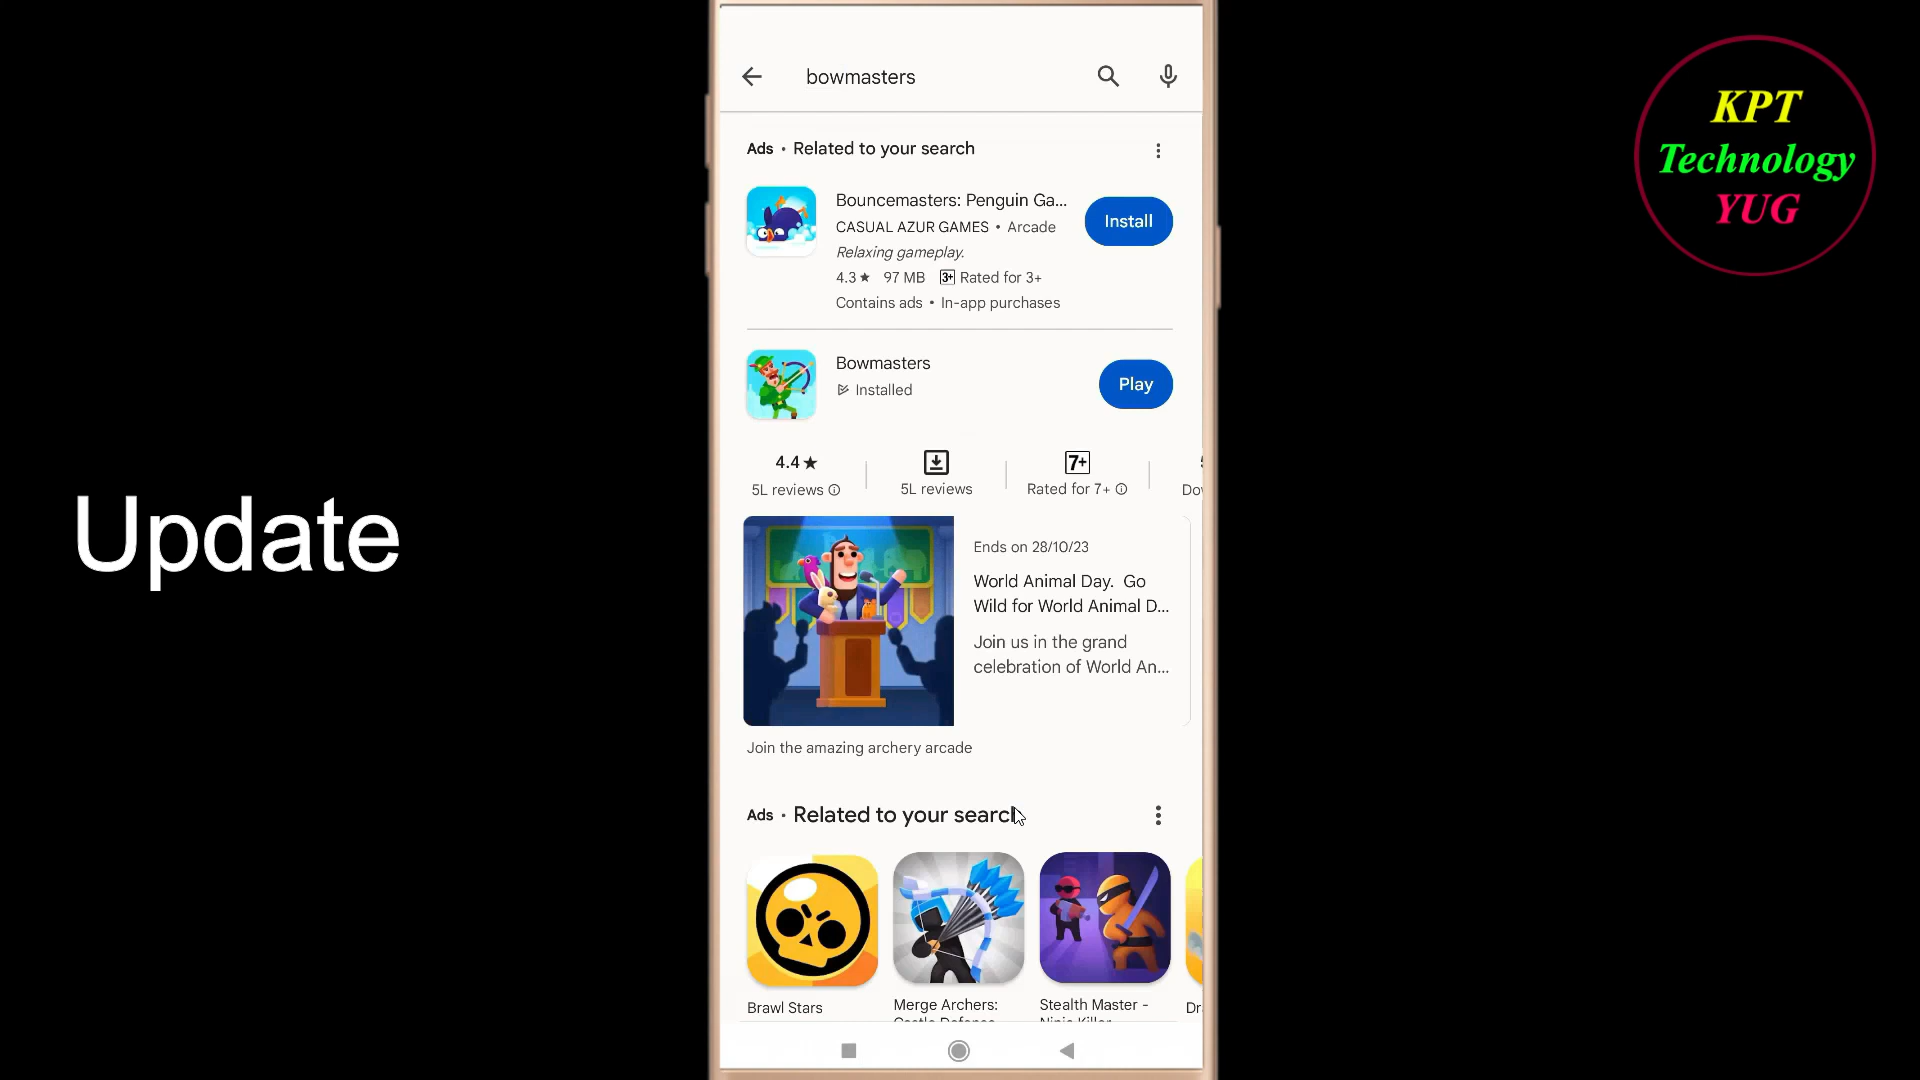 bowmasters
Ads • Related to your search
Bouncemasters: Penguin Ga...
CASUAL AZUR GAMES • Arcade
Relaxing gameplay.
4.3★ 97 MB 3+ Rated for 3+
Contains ads • In-app purchases
Install
Bowmasters
Installed
Play
4.4★
5L reviews
5L reviews
7+
Rated for 7+
Ends on 28/10/23
World Animal Day. Go
Wild for World Animal D...
Join us in the grand
celebration of World An...
Join the amazing archery arcade
Ads • Related to your search
Brawl Stars
Merge Archers:
Castle Defense
Stealth Master -
Ninja Killer
Update
KPT
Technology
YUG